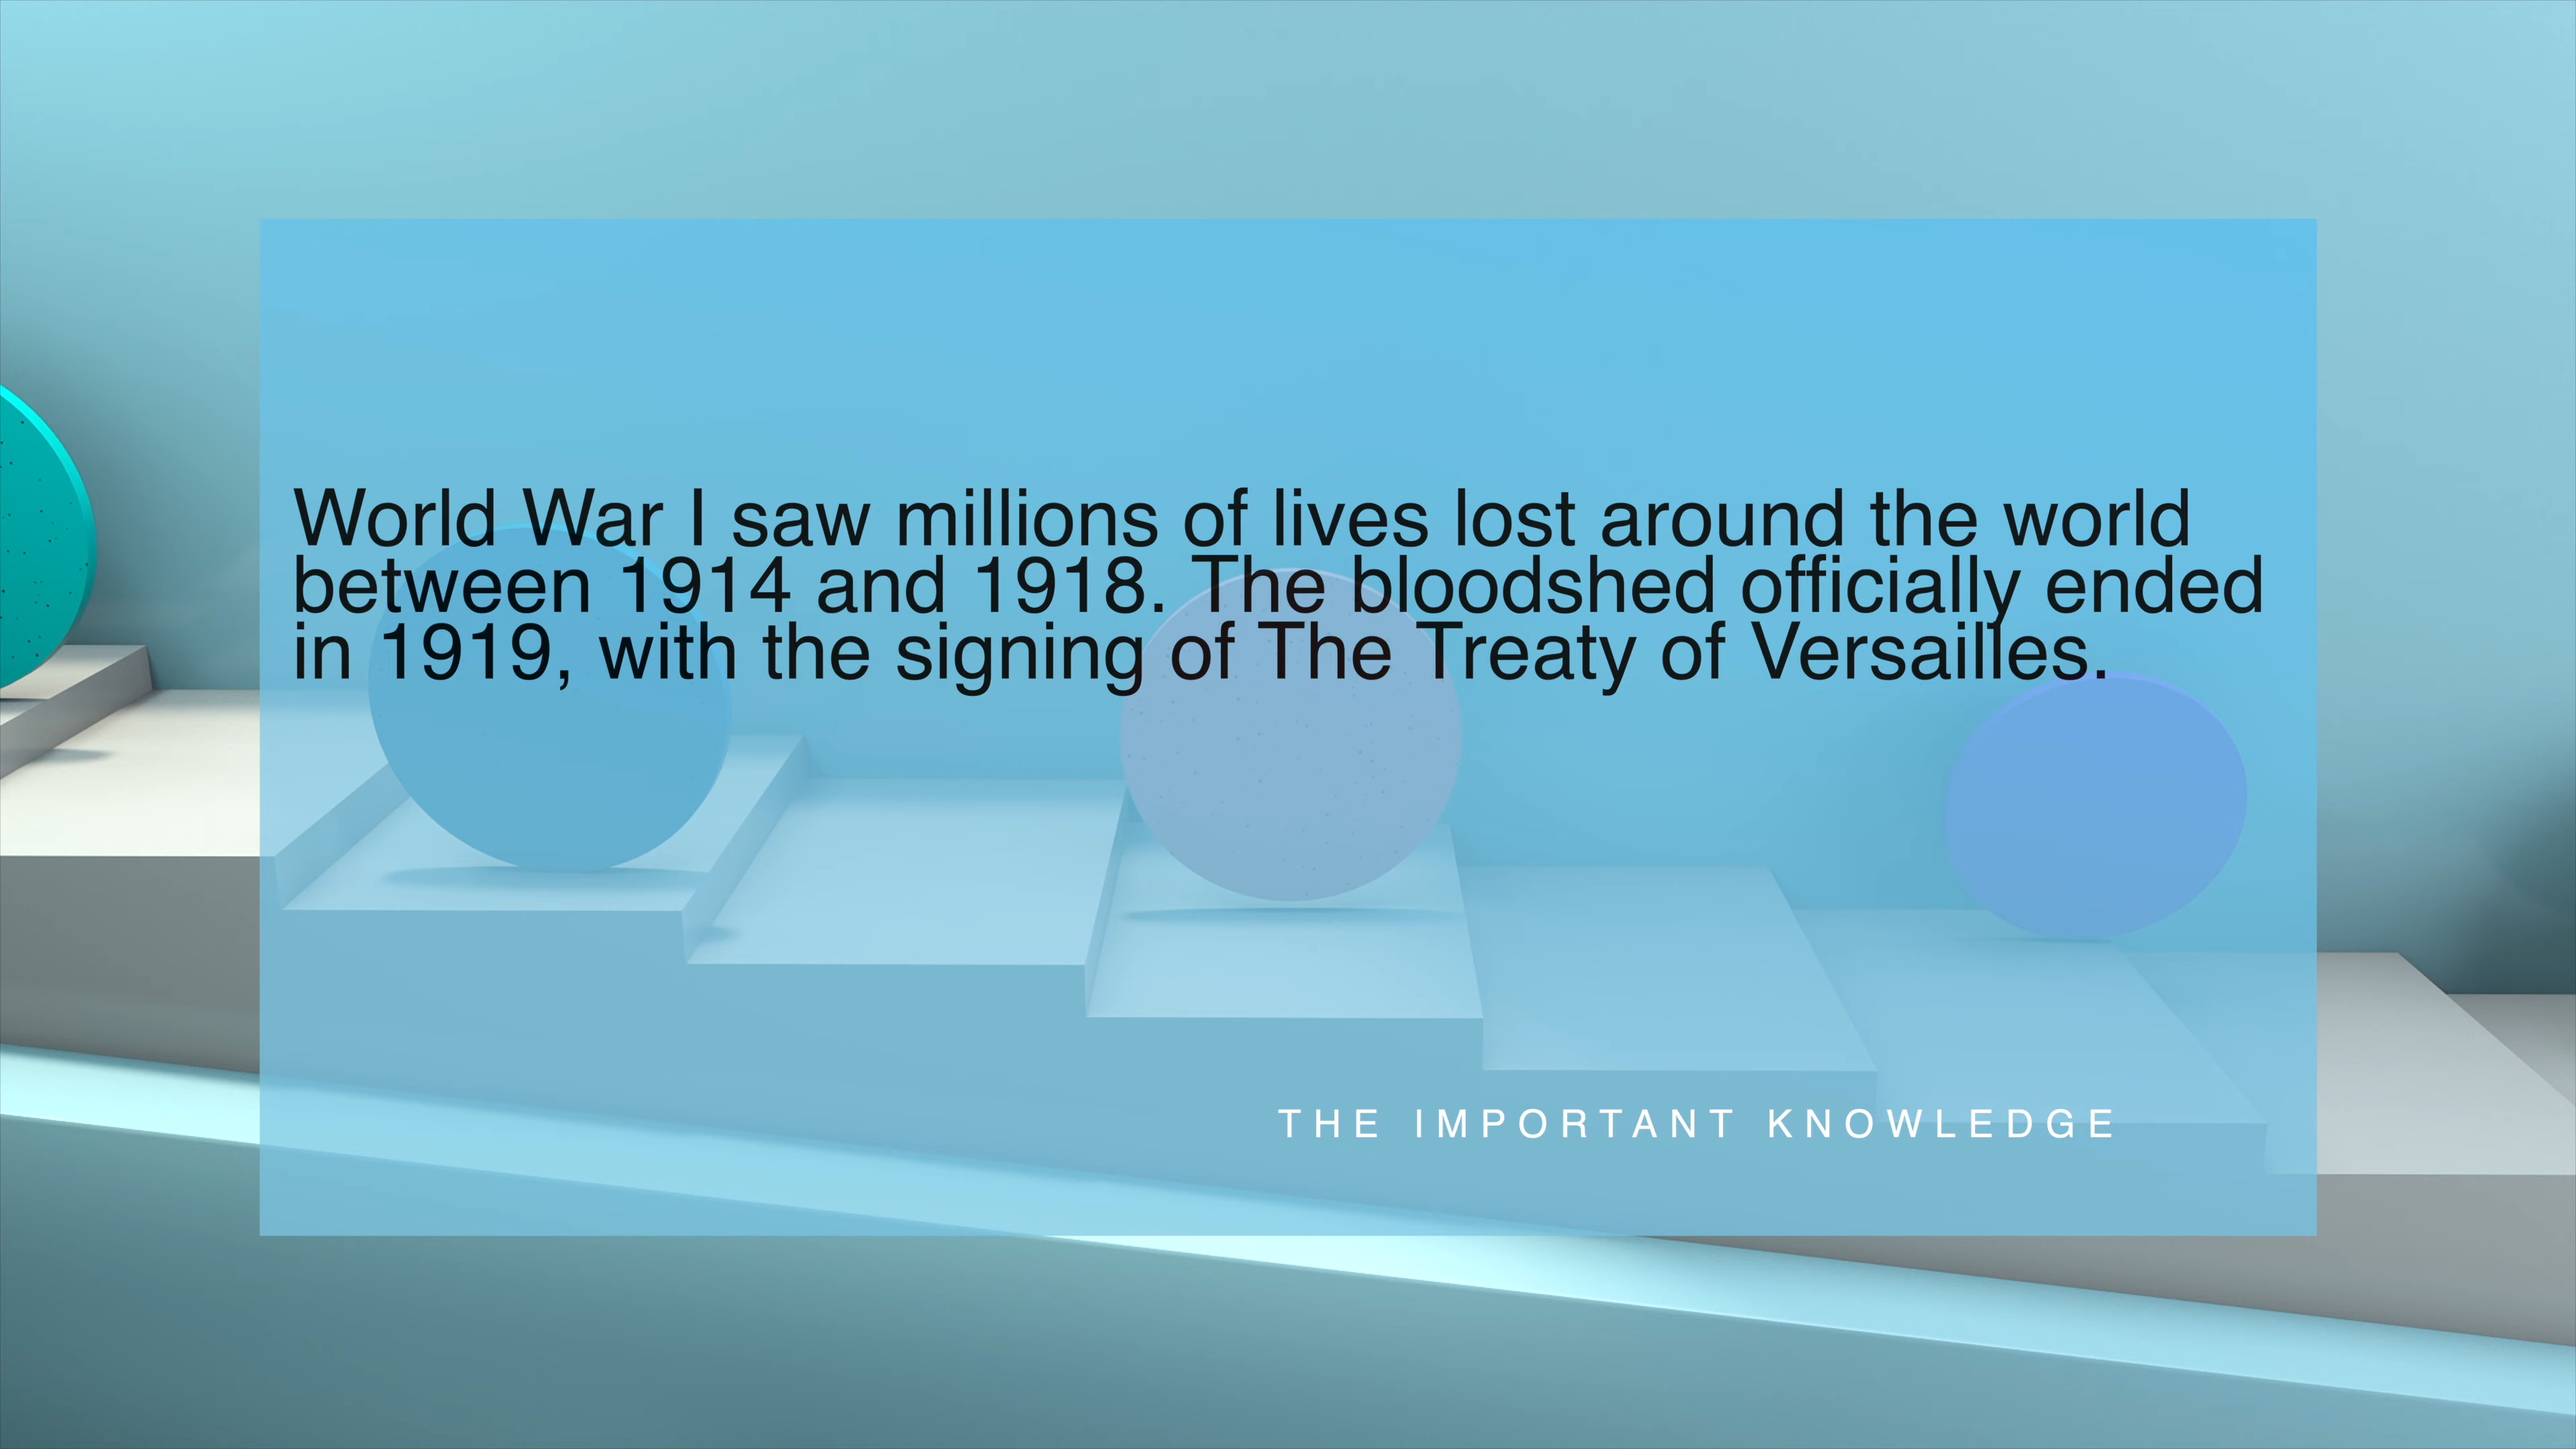 World War I saw millions of lives lost around the world
between 1914 and 1918. The bloodshed officially ended
in 1919, with the signing of The Treaty of Versailles.
THE IMPORTANT KNOWLEDGE